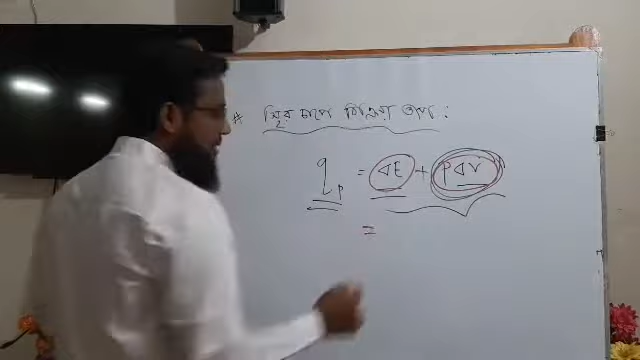 * স্থির চাপে বিক্রিয়া তাপ :
q_p = ΔE + PΔV
=